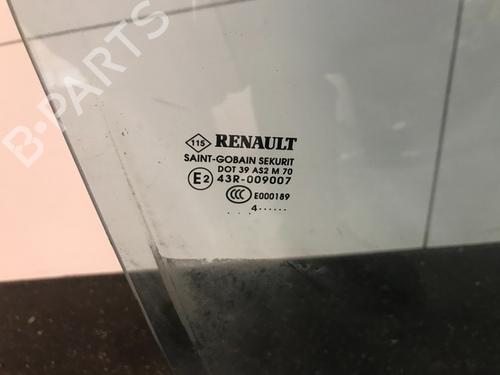 B-PARTS
115 RENAULT
SAINT-GOBAIN SEKURIT
DOT 39 AS2 M 70
E2 43R-009007
CCC E000189
4......